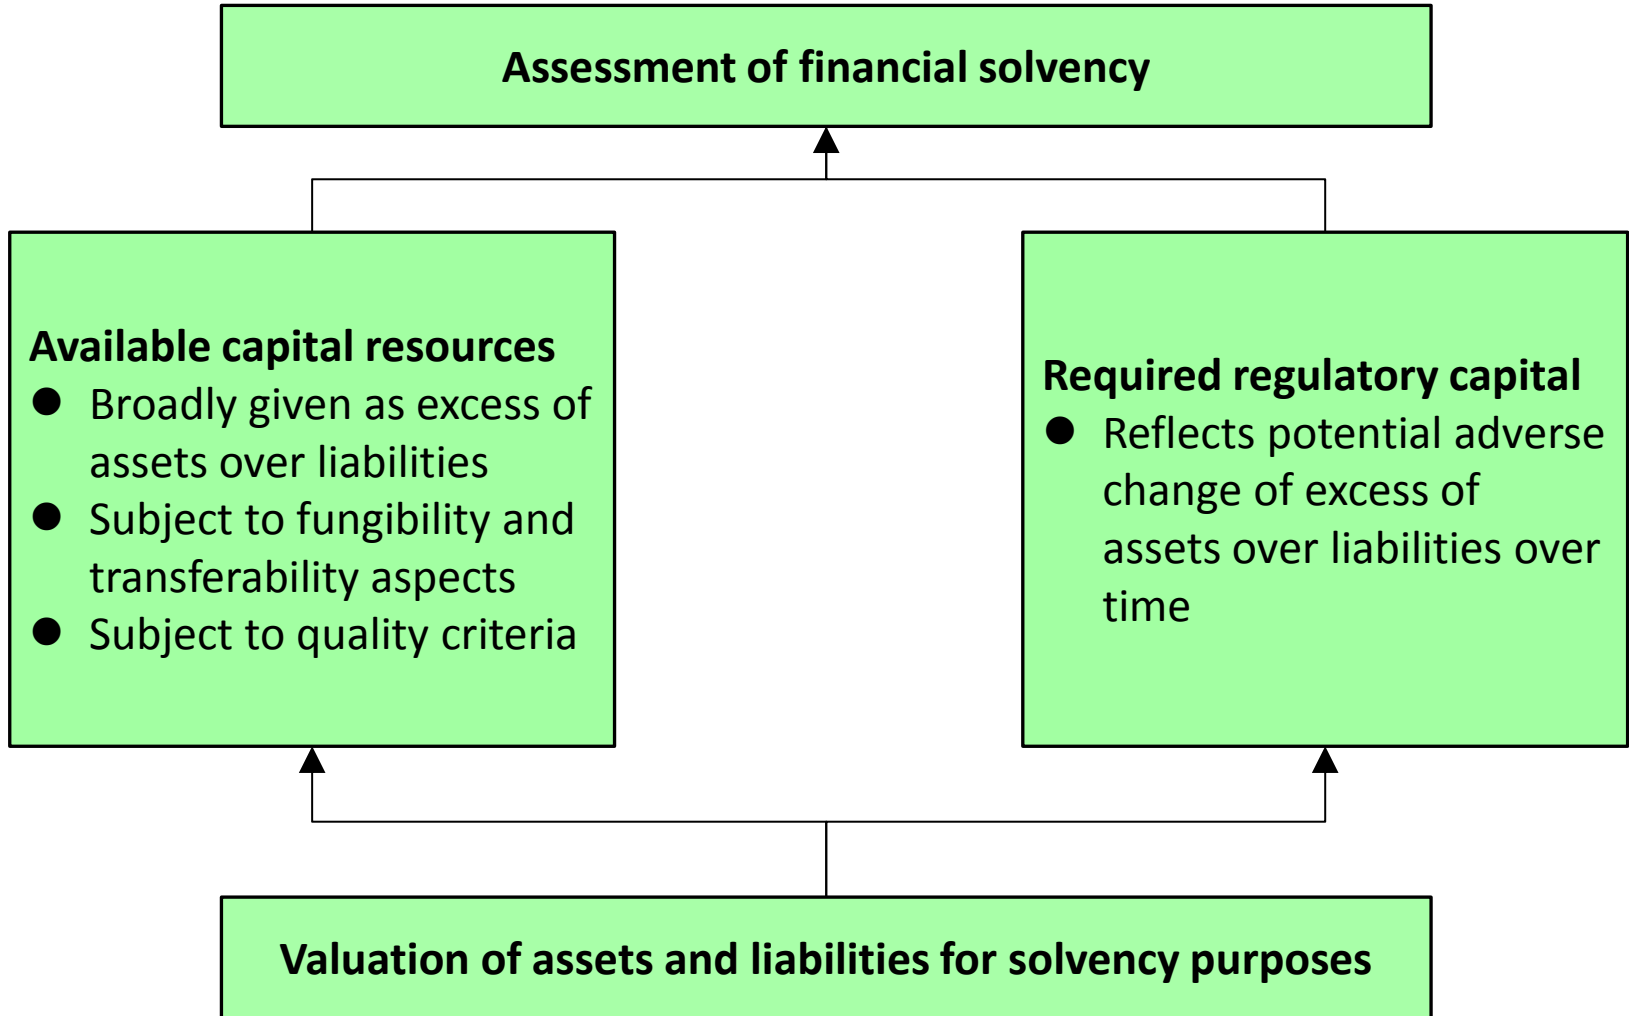 Assessment of financial solvency
Available capital resources
● Broadly given as excess of
assets over liabilities
● Subject to fungibility and
transferability aspects
● Subject to quality criteria
Required regulatory capital
● Reflects potential adverse
change of excess of
assets over liabilities over
time
Valuation of assets and liabilities for solvency purposes